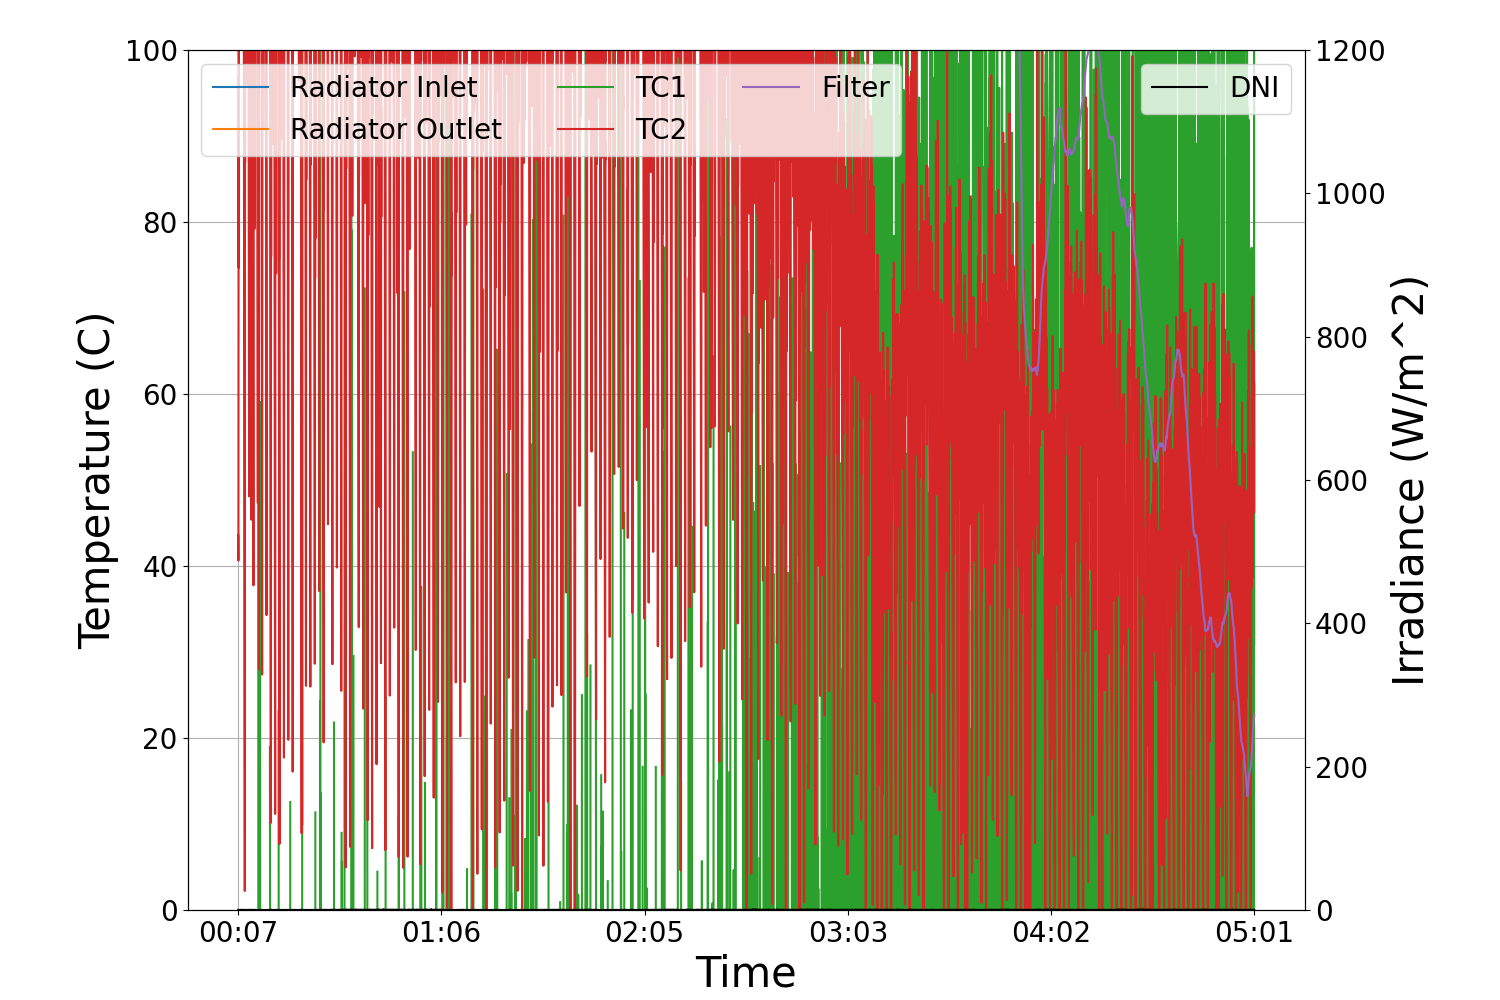 100
80
60
40
20
0
Temperature (C)
Radiator Inlet
Radiator Outlet
TC1
TC2
Filter
DNI
1200
1000
800
600
400
200
0
Irradiance (W/m^2)
00:07 01:06 02:05 03:03 04:02 05:01
Time